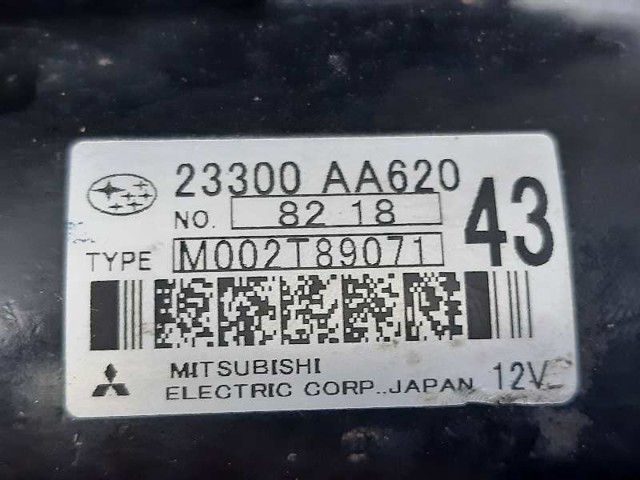 23300 AA620
NO. 82 18
43
TYPE M002T89071
MITSUBISHI
ELECTRIC CORP., JAPAN 12V